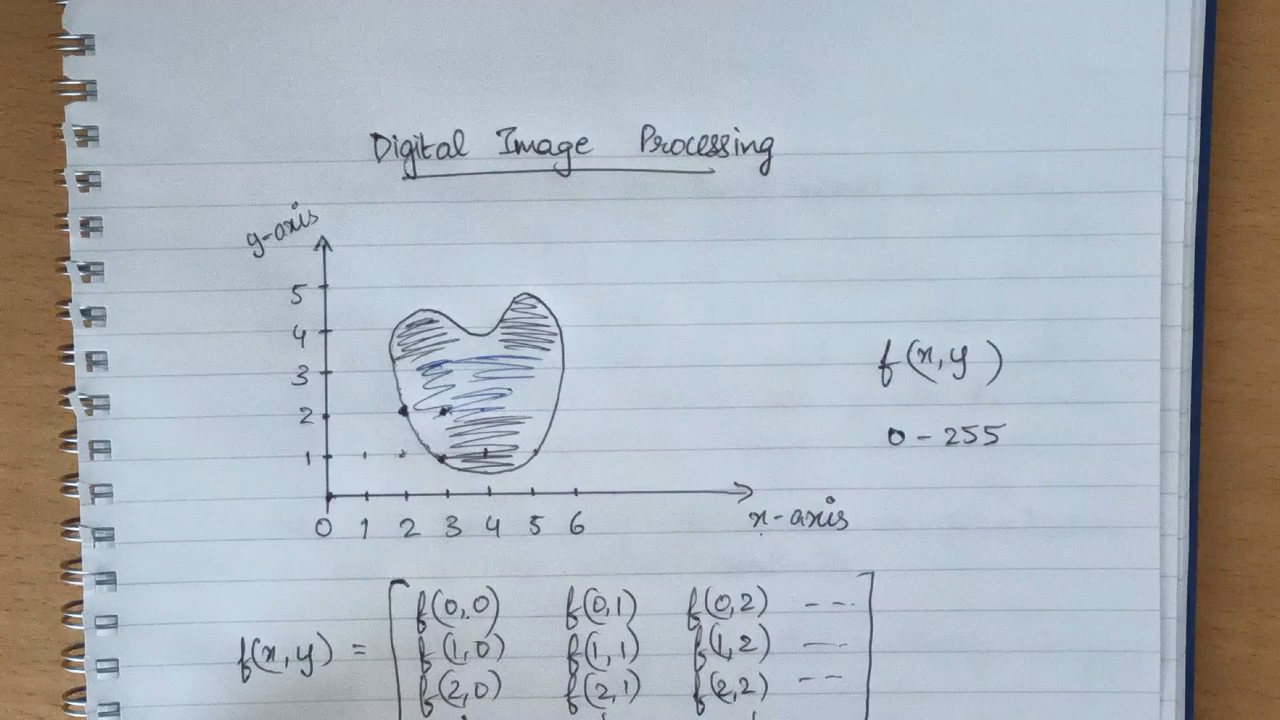 Digital Image Processing
y-axis
5
4
3
2
1
0 1 2 3 4 5 6
x-axis
f(x,y)
0-255
f(x,y) = f(0,0) f(0,1) f(0,2) ---
f(1,0) f(1,1) f(1,2) ---
f(2,0) f(2,1) f(2,2) --